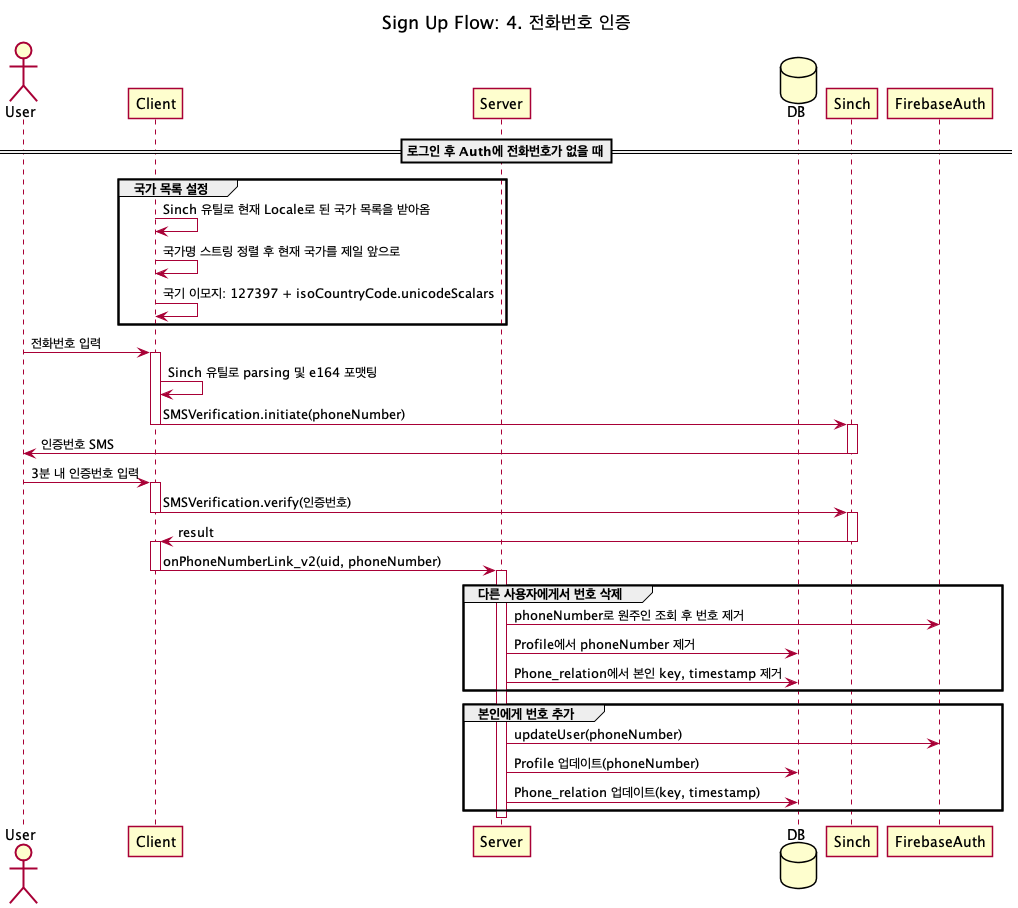 Sign Up Flow: 4. 전화번호 인증
User
Client
Server
DB
Sinch
FirebaseAuth
로그인 후 Auth에 전화번호가 없을 때
국가 목록 설정
Sinch 유틸로 현재 Locale로 된 국가 목록을 받아옴
국가명 스트링 정렬 후 현재 국가를 제일 앞으로
국기 이모지: 127397 + isoCountryCode.unicodeScalars
전화번호 입력
Sinch 유틸로 parsing 및 e164 포맷팅
SMSVerification.initiate(phoneNumber)
인증번호 SMS
3분 내 인증번호 입력
SMSVerification.verify(인증번호)
result
onPhoneNumberLink_v2(uid, phoneNumber)
다른 사용자에게서 번호 삭제
phoneNumber로 원주인 조회 후 번호 제거
Profile에서 phoneNumber 제거
Phone_relation에서 본인 key, timestamp 제거
본인에게 번호 추가
updateUser(phoneNumber)
Profile 업데이트(phoneNumber)
Phone_relation 업데이트(key, timestamp)
User
Client
Server
DB
Sinch
FirebaseAuth